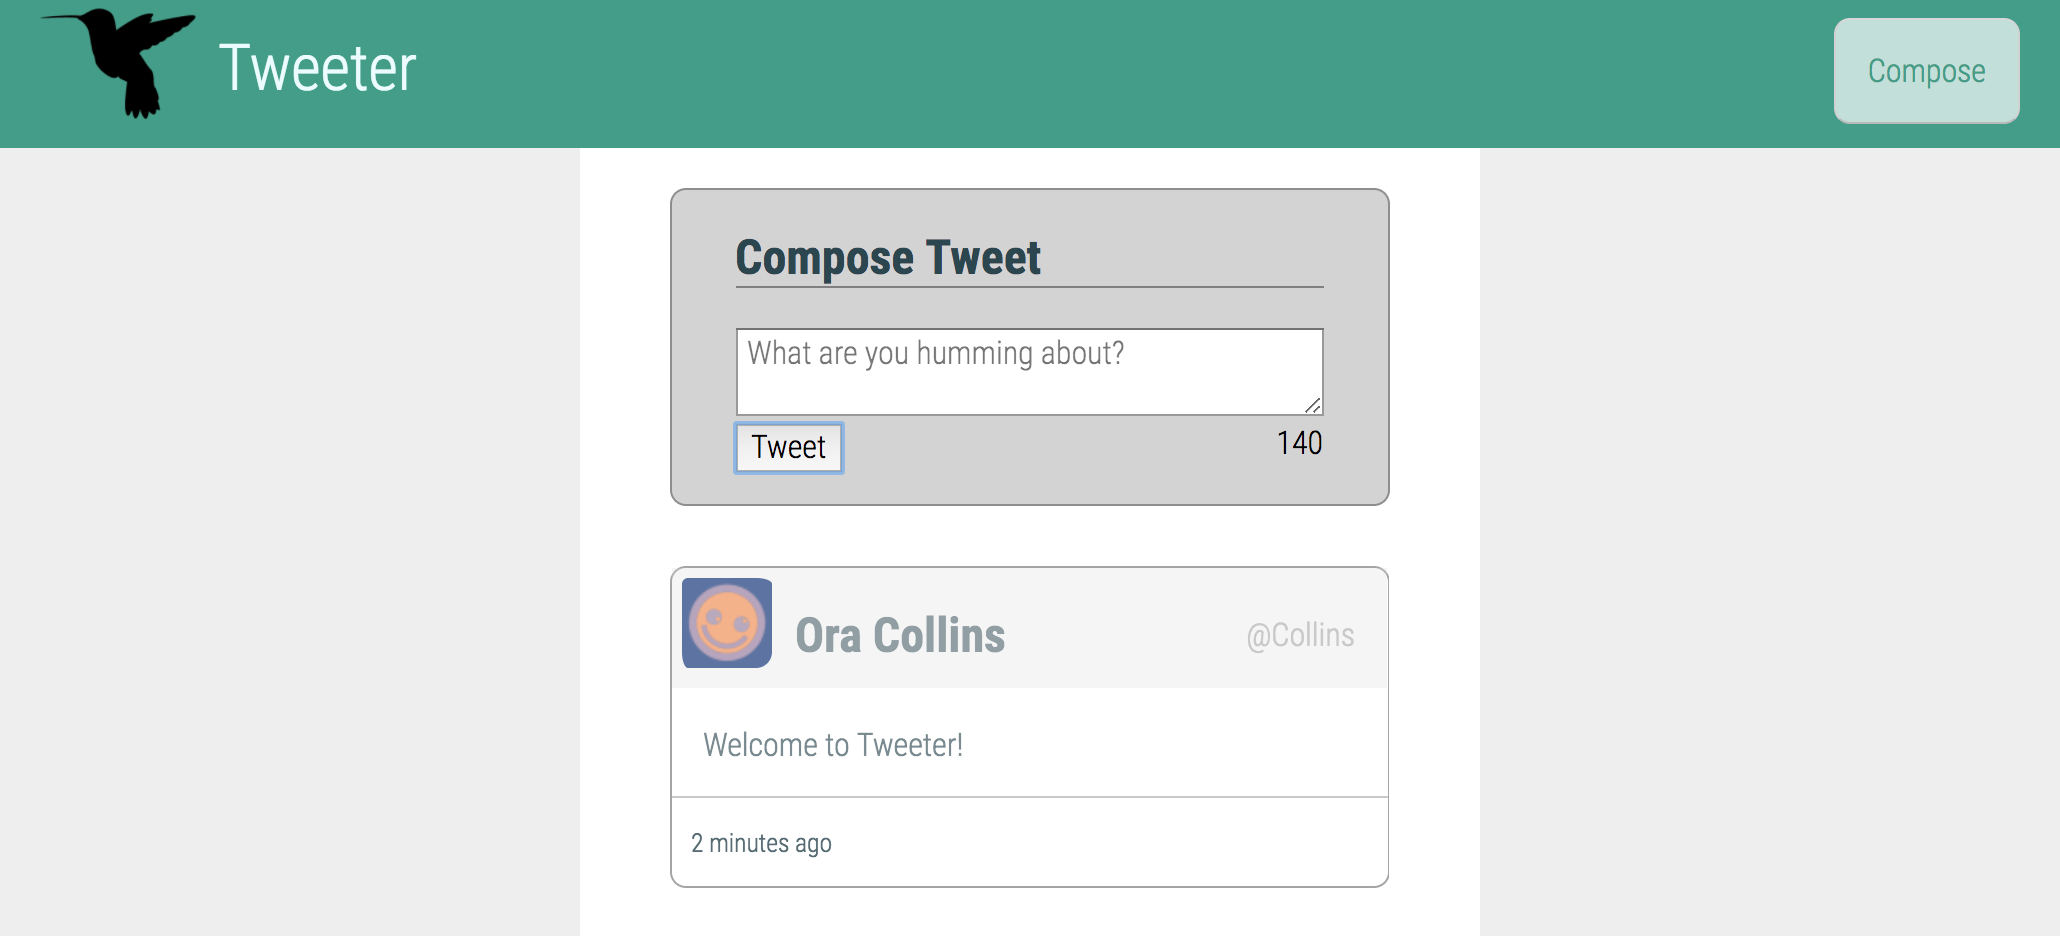 Tweeter
Compose
Compose Tweet
What are you humming about?
Tweet
140
Ora Collins
@Collins
Welcome to Tweeter!
2 minutes ago